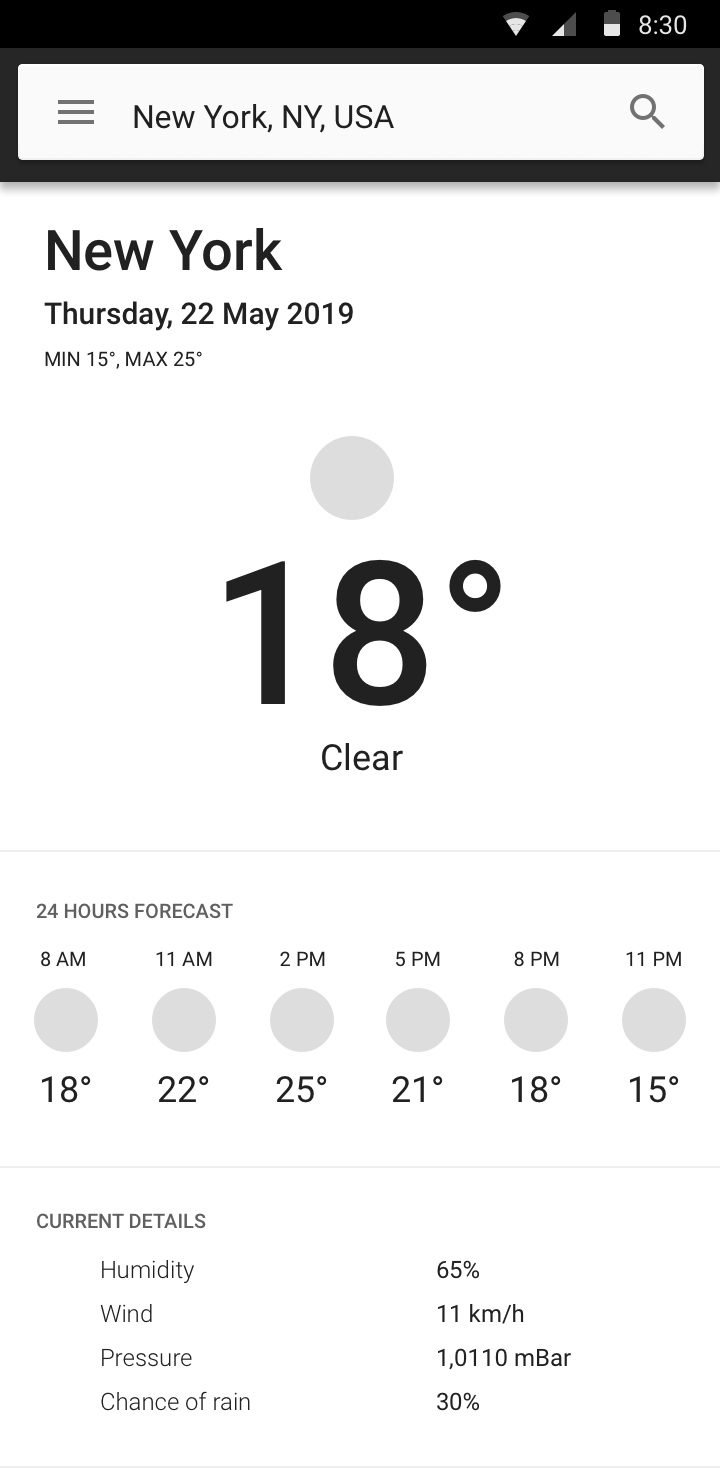 8:30
New York, NY, USA
New York
Thursday, 22 May 2019
MIN 15°, MAX 25°
18°
Clear
24 HOURS FORECAST
8 AM 11 AM 2 PM 5 PM 8 PM 11 PM
18° 22° 25° 21° 18° 15°
CURRENT DETAILS
Humidity 65%
Wind 11 km/h
Pressure 1,0110 mBar
Chance of rain 30%